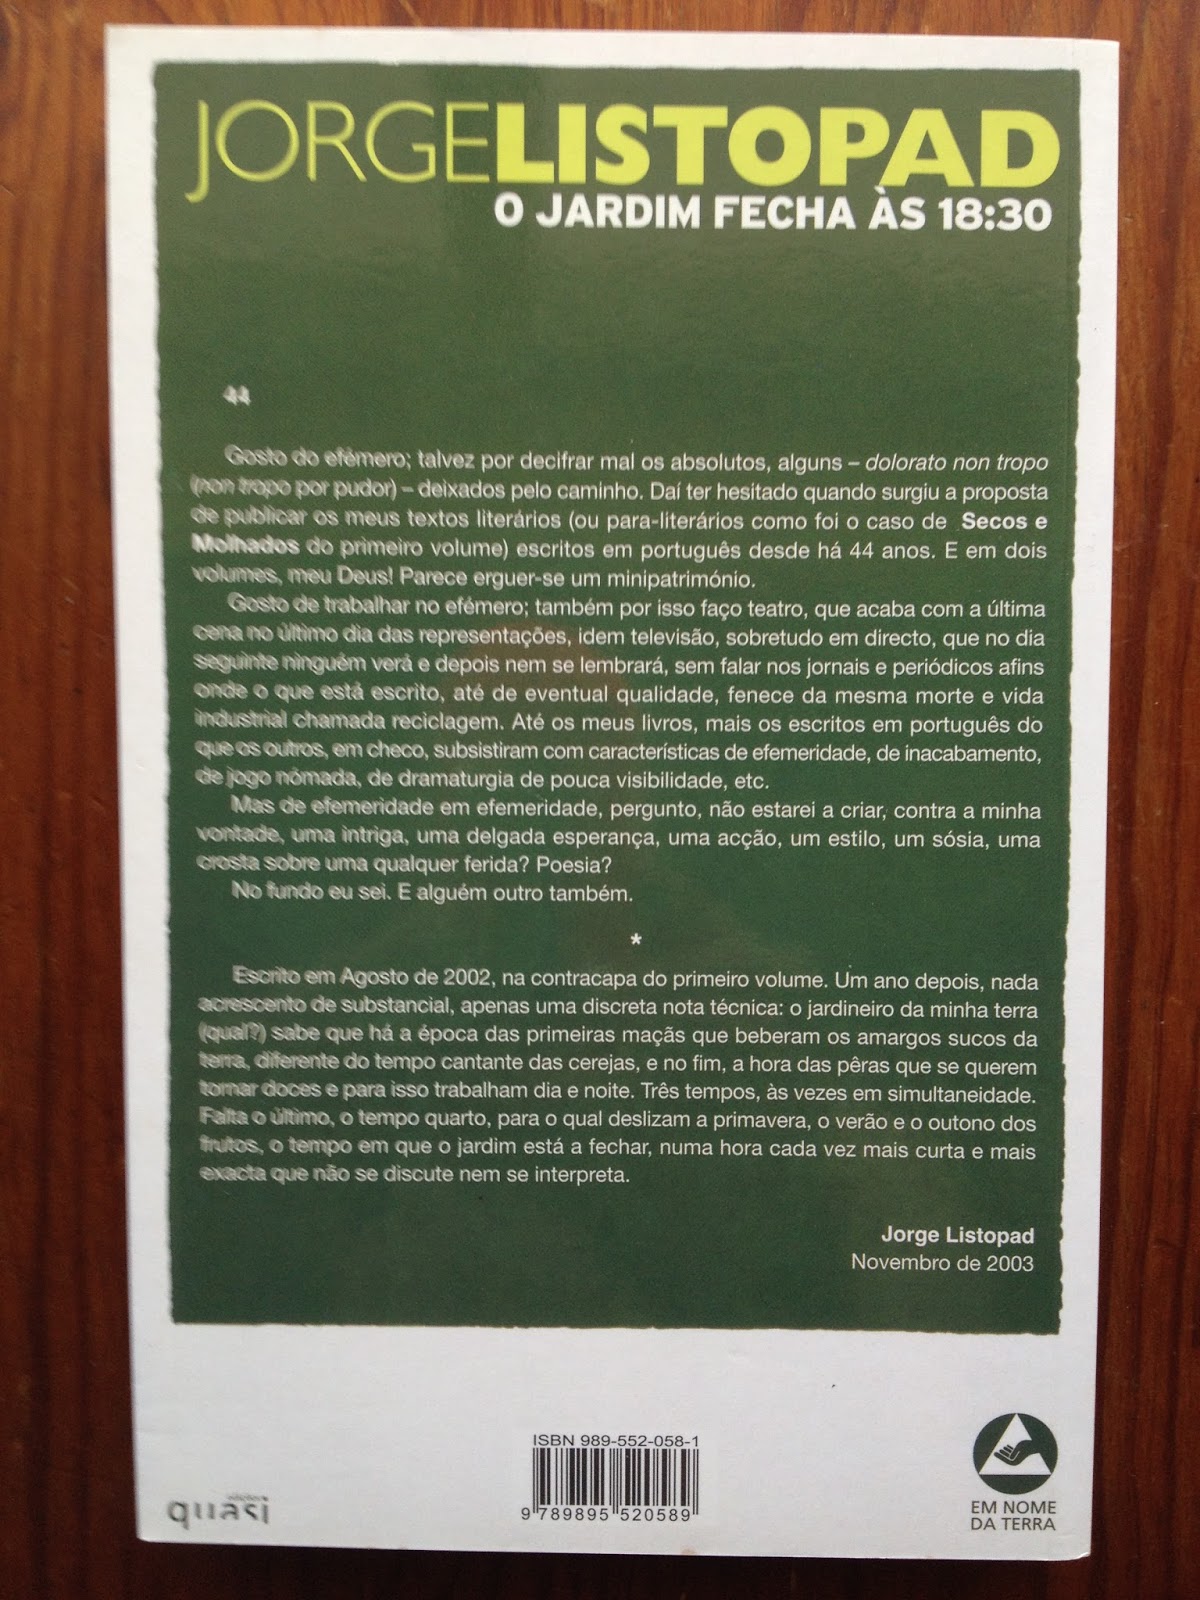 JORGELISTOPAD
O JARDIM FECHA ÀS 18:30
44
Gosto do efémero; talvez por decifrar mal os absolutos, alguns – dolorato non tropo
(non tropo por pudor) – deixados pelo caminho. Daí ter hesitado quando surgiu a proposta
de publicar os meus textos literários (ou para-literários como foi o caso de Secos e
Molhados do primeiro volume) escritos em português desde há 44 anos. E em dois
volumes, meu Deus! Parece erguer-se um minipatrimónio.
Gosto de trabalhar no efémero; também por isso faço teatro, que acaba com a última
cena no último dia das representações, idem televisão, sobretudo em directo, que no dia
seguinte ninguém verá e depois nem se lembrará, sem falar nos jornais e periódicos afins
onde o que está escrito, até de eventual qualidade, fenece da mesma morte e vida
industrial chamada reciclagem. Até os meus livros, mais os escritos em português do
que os outros, em checo, subsistiram com características de efemeridade, de inacabamento,
de jogo nómada, de dramaturgia de pouca visibilidade, etc.
Mas de efemeridade em efemeridade, pergunto, não estarei a criar, contra a minha
vontade, uma intriga, uma delgada esperança, uma acção, um estilo, um sósia, uma
crosta sobre uma qualquer ferida? Poesia?
No fundo eu sei. E alguém outro também.
*
Escrito em Agosto de 2002, na contracapa do primeiro volume. Um ano depois, nada
acrescento de substancial, apenas uma discreta nota técnica: o jardineiro da minha terra
(qual?) sabe que há a época das primeiras maçãs que beberam os amargos sucos da
terra, diferente do tempo cantante das cerejas, e no fim, a hora das pêras que se querem
tornar doces e para isso trabalham dia e noite. Três tempos, às vezes em simultaneidade.
Falta o último, o tempo quarto, para o qual deslizam a primavera, o verão e o outono dos
frutos, o tempo em que o jardim está a fechar, numa hora cada vez mais curta e mais
exacta que não se discute nem se interpreta.
Jorge Listopad
Novembro de 2003
ISBN 989-552-058-1
9 789895 520589
edições
quasi
EM NOME
DA TERRA